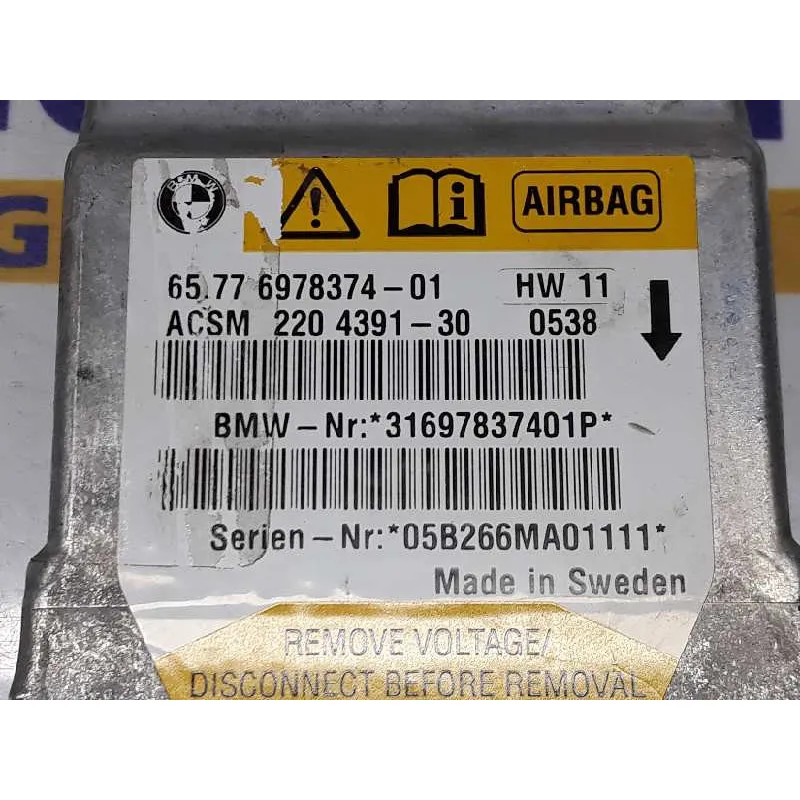 BMW
AIRBAG
65.77 6978374-01 HW 11
ACSM 220 4391-30 0538
BMW-Nr:*31697837401P*
Serien-Nr:*05B266MA01111*
Made in Sweden
REMOVE VOLTAGE/
DISCONNECT BEFORE REMOVAL